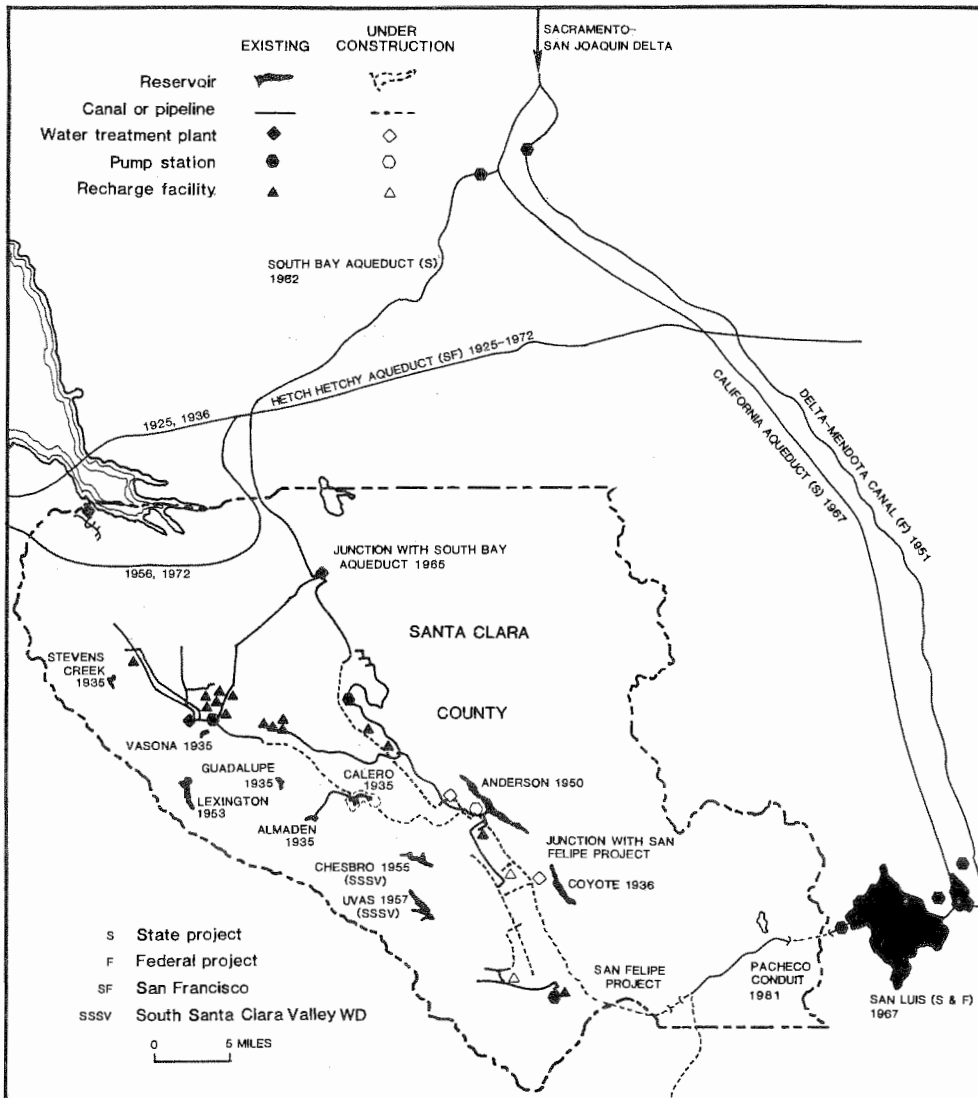 EXISTING
UNDER
CONSTRUCTION
Reservoir
Canal or pipeline
Water treatment plant
Pump station
Recharge facility
SACRAMENTO-
SAN JOAQUIN DELTA
SOUTH BAY AQUEDUCT (S)
1962
HETCH HETCHY AQUEDUCT (SF) 1925-1972
1925, 1936
CALIFORNIA AQUEDUCT (S) 1967
DELTA-MENDOTA CANAL (F) 1951
1956, 1972
JUNCTION WITH SOUTH BAY
AQUEDUCT 1965
SANTA CLARA
COUNTY
STEVENS
CREEK
1935
VASONA 1935
GUADALUPE
1935
LEXINGTON
1953
CALERO
1935
ALMADEN
1935
ANDERSON 1950
JUNCTION WITH SAN
FELIPE PROJECT
COYOTE 1936
CHESBRO 1955
(SSSV)
UVAS 1957
(SSSV)
SAN FELIPE
PROJECT
PACHECO
CONDUIT
1981
SAN LUIS (S & F)
1967
S State project
F Federal project
SF San Francisco
SSSV South Santa Clara Valley WD
0 5 MILES